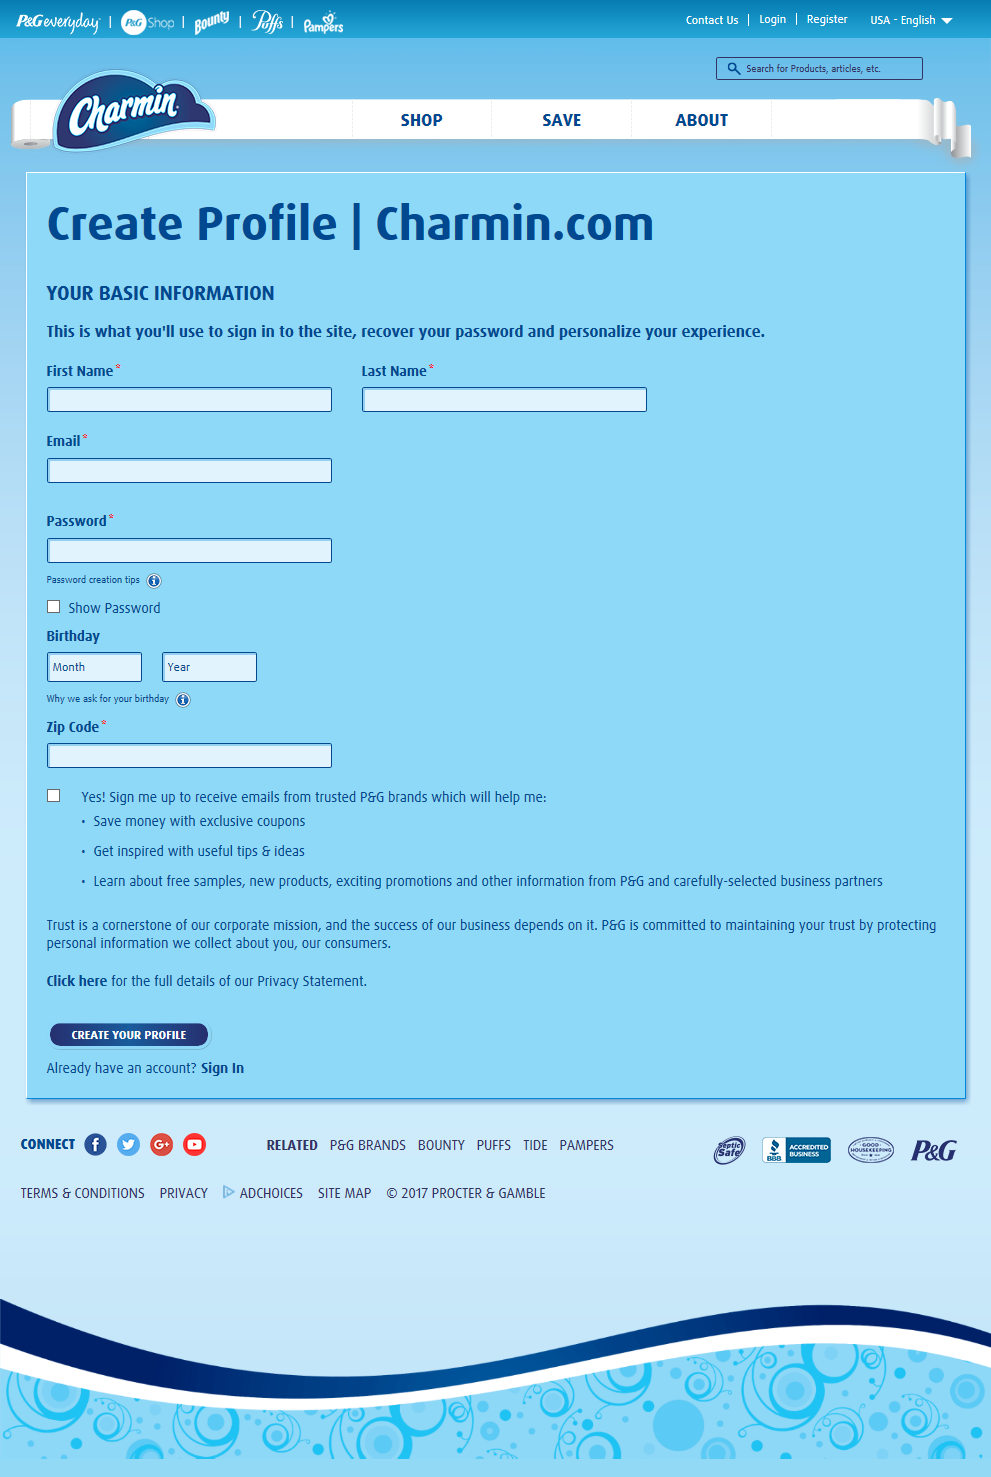 P&G everyday | P&G Shop | Bounty | Puffs | Pampers
Contact Us | Login | Register USA - English
Search for Products, articles, etc.
Charmin
SHOP SAVE ABOUT
Create Profile | Charmin.com
YOUR BASIC INFORMATION
This is what you'll use to sign in to the site, recover your password and personalize your experience.
First Name* Last Name*
Email*
Password*
Password creation tips i
Show Password
Birthday
Month Year
Why we ask for your birthday i
Zip Code*
Yes! Sign me up to receive emails from trusted P&G brands which will help me:
• Save money with exclusive coupons
• Get inspired with useful tips & ideas
• Learn about free samples, new products, exciting promotions and other information from P&G and carefully-selected business partners
Trust is a cornerstone of our corporate mission, and the success of our business depends on it. P&G is committed to maintaining your trust by protecting
personal information we collect about you, our consumers.
Click here for the full details of our Privacy Statement.
CREATE YOUR PROFILE
Already have an account? Sign In
CONNECT f G+ RELATED P&G BRANDS BOUNTY PUFFS TIDE PAMPERS Septic Safe BBB ACCREDITED BUSINESS GOOD HOUSEKEEPING P&G
TERMS & CONDITIONS PRIVACY ADCHOICES SITE MAP © 2017 PROCTER & GAMBLE